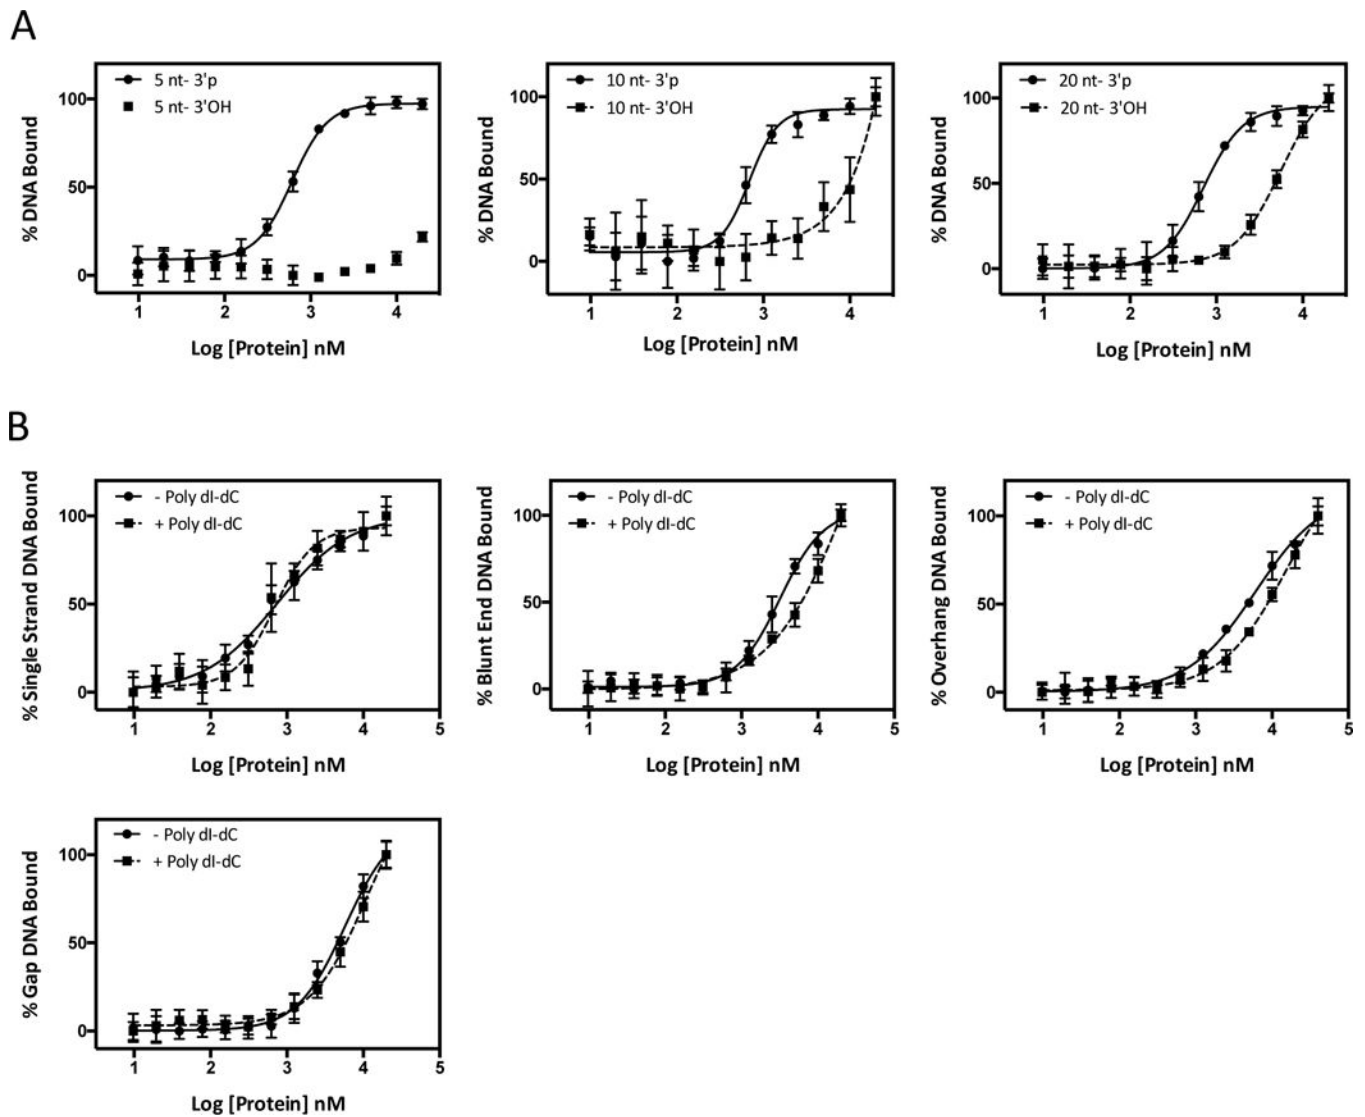 A
5 nt- 3'p
5 nt- 3'OH
100
50
0
% DNA Bound
1 2 3 4
Log [Protein] nM
10 nt- 3'p
10 nt- 3'OH
100
50
0
% DNA Bound
1 2 3 4
Log [Protein] nM
20 nt- 3'p
20 nt- 3'OH
100
50
0
% DNA Bound
1 2 3 4
Log [Protein] nM
B
- Poly dI-dC
+ Poly dI-dC
100
50
0
% Single Strand DNA Bound
1 2 3 4 5
Log [Protein] nM
- Poly dI-dC
+ Poly dI-dC
100
50
0
% Blunt End DNA Bound
1 2 3 4 5
Log [Protein] nM
- Poly dI-dC
+ Poly dI-dC
100
50
0
% Overhang DNA Bound
1 2 3 4 5
Log [Protein] nM
- Poly dI-dC
+ Poly dI-dC
100
50
0
% Gap DNA Bound
1 2 3 4 5
Log [Protein] nM